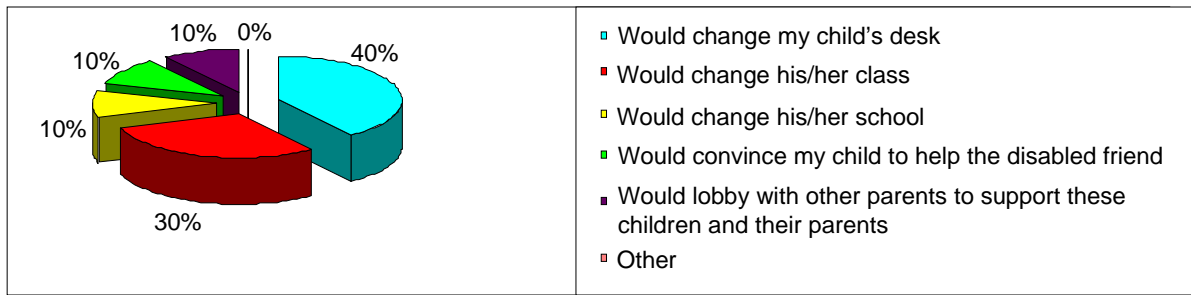 10%
0%
40%
10%
10%
30%
Would change my child’s desk
Would change his/her class
Would change his/her school
Would convince my child to help the disabled friend
Would lobby with other parents to support these
children and their parents
Other